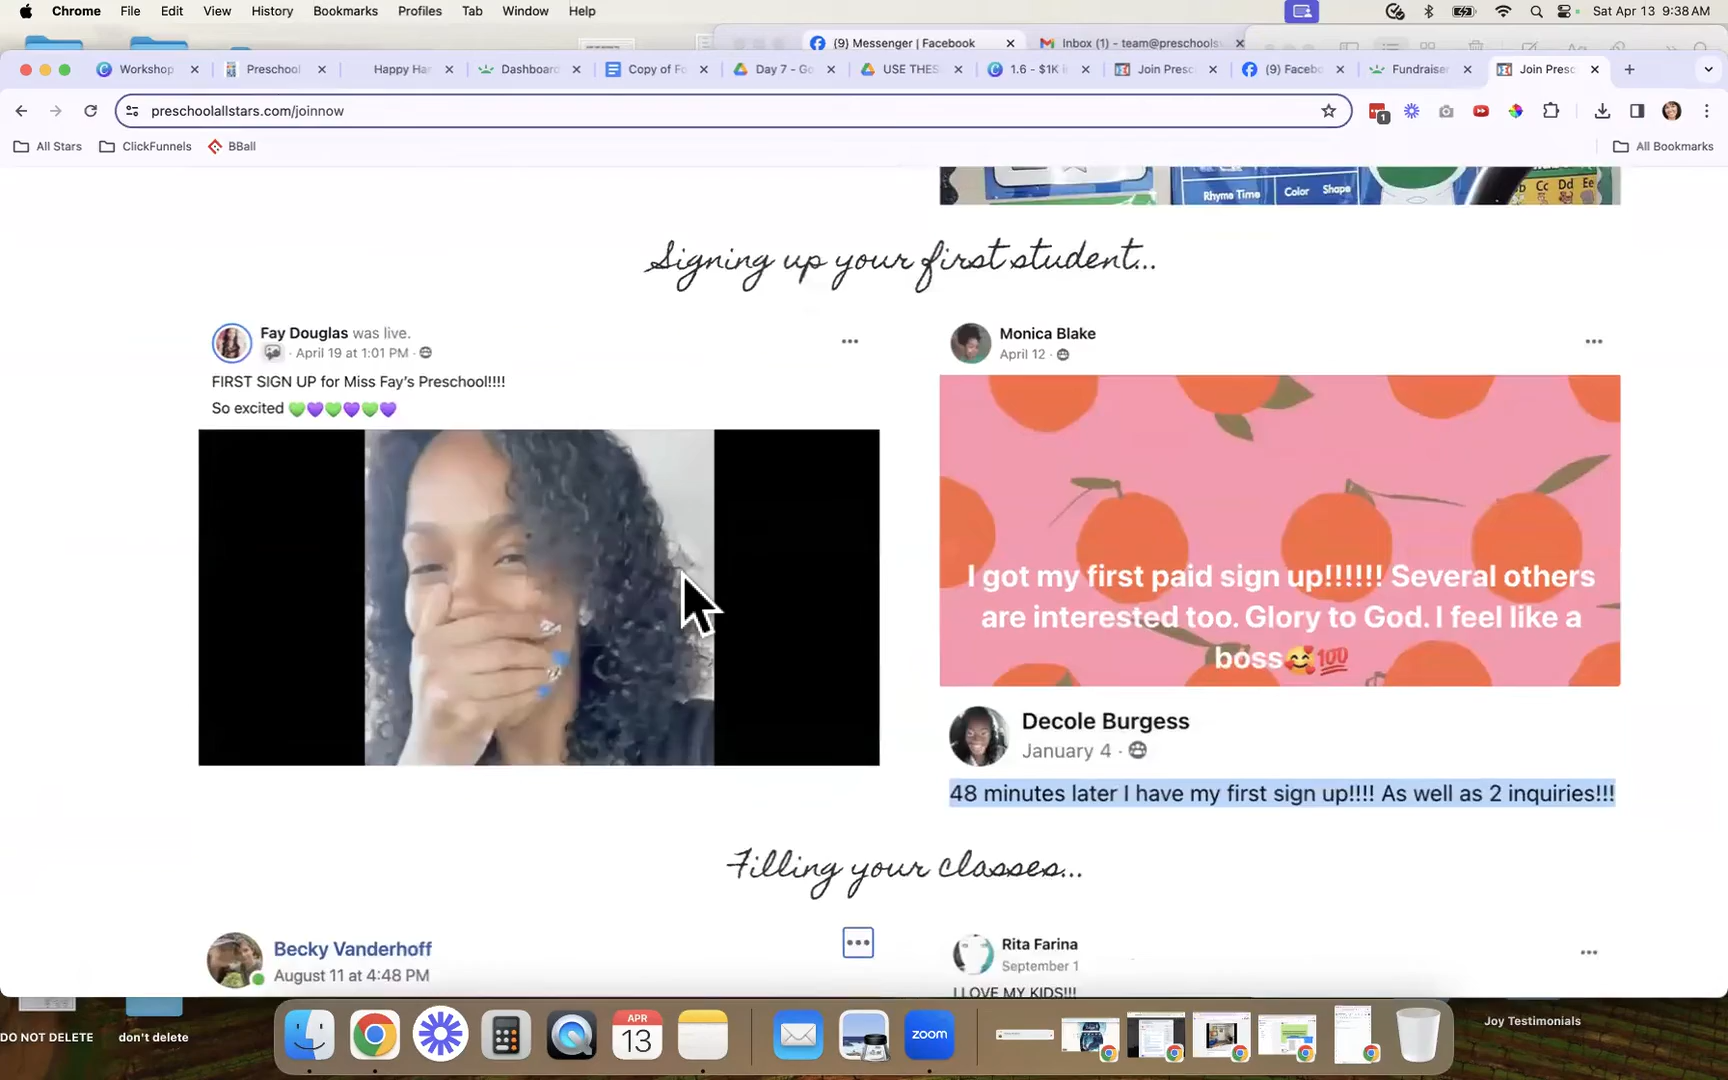 Chrome File Edit View History Bookmarks Profiles Tab Window Help Sat Apr 13 9:38 AM
(9) Messenger | Facebook Inbox (1) - team@preschools
Workshop Preschool Happy Har Dashboard Copy of Fo Day 7 - Go USE THES 1.6 - $1K i Join Presc (9) Facebo Fundraiser Join Presc
preschoolallstars.com/joinnow
1
All Stars ClickFunnels BBall All Bookmarks
Rhyme Time Color Shape Cc Dd Ee
Signing up your first student...
Fay Douglas was live.
April 19 at 1:01 PM ·
FIRST SIGN UP for Miss Fay's Preschool!!!!
So excited 💚💜💚💜💚💜
Monica Blake
April 12 ·
I got my first paid sign up!!!!!! Several others
are interested too. Glory to God. I feel like a
boss🥰💯
Decole Burgess
January 4 ·
48 minutes later I have my first sign up!!!! As well as 2 inquiries!!!
Filling your classes...
Becky Vanderhoff
August 11 at 4:48 PM
Rita Farina
September 1
I LOVE MY KIDS!!!
DO NOT DELETE
don't delete
APR
13
zoom
Joy Testimonials